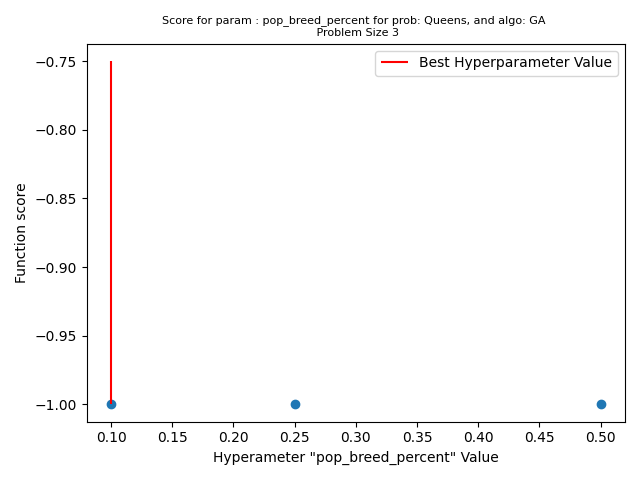 Score for param : pop_breed_percent for prob: Queens, and algo: GA
Problem Size 3
Best Hyperparameter Value
−0.75
−0.80
−0.85
−0.90
−0.95
−1.00
Function score
0.10 0.15 0.20 0.25 0.30 0.35 0.40 0.45 0.50
Hyperameter "pop_breed_percent" Value